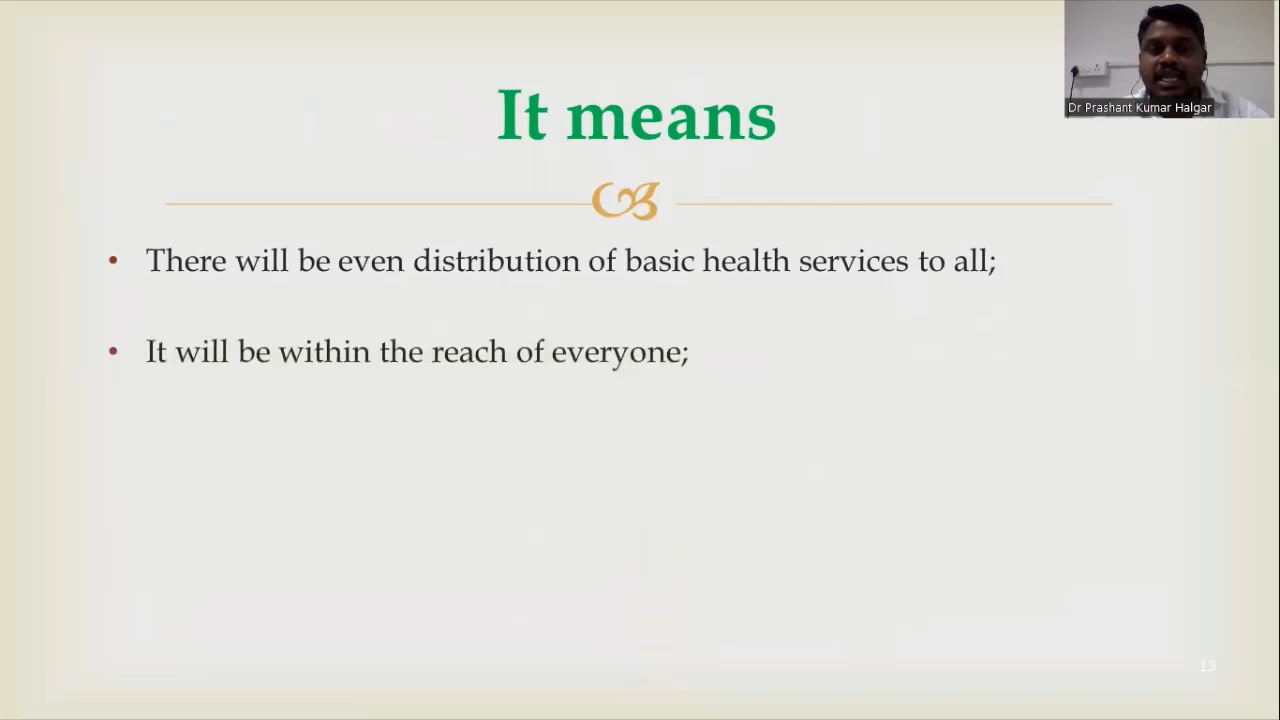 It means
Dr Prashant Kumar Halgar
• There will be even distribution of basic health services to all;
• It will be within the reach of everyone;
13